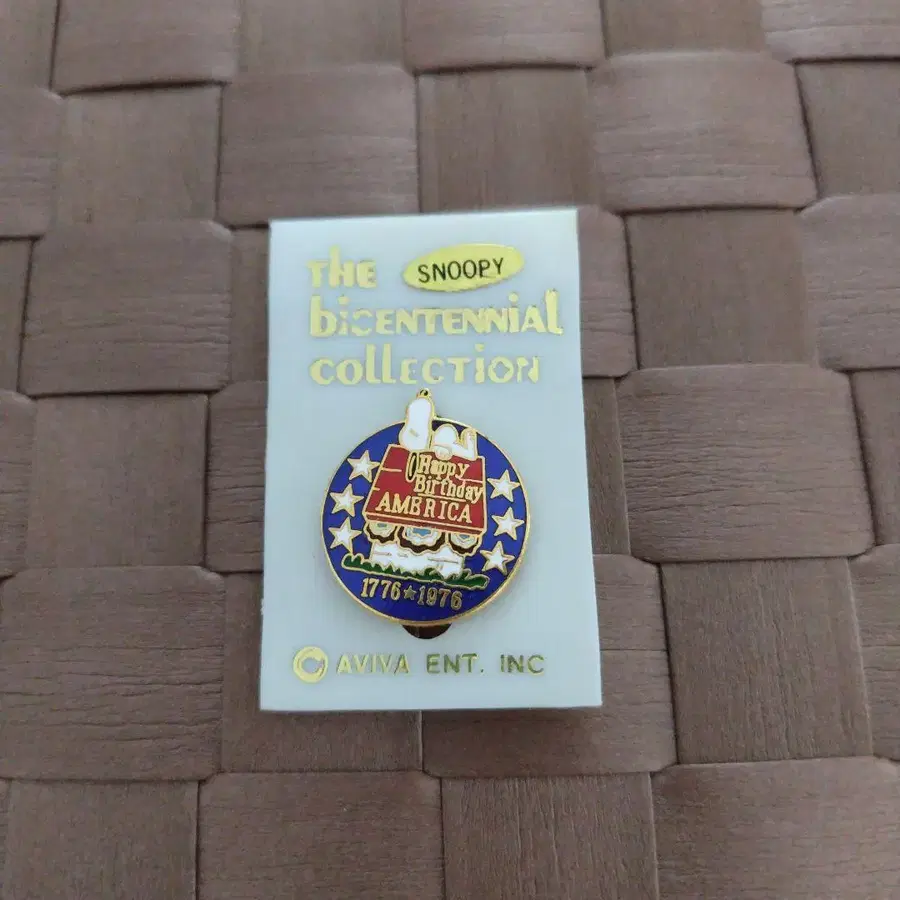 THE SNOOPY
biCENTENNial
collECTiON
Happy
Birthday
AMERICA
1776★1976
AVIVA ENT. INC